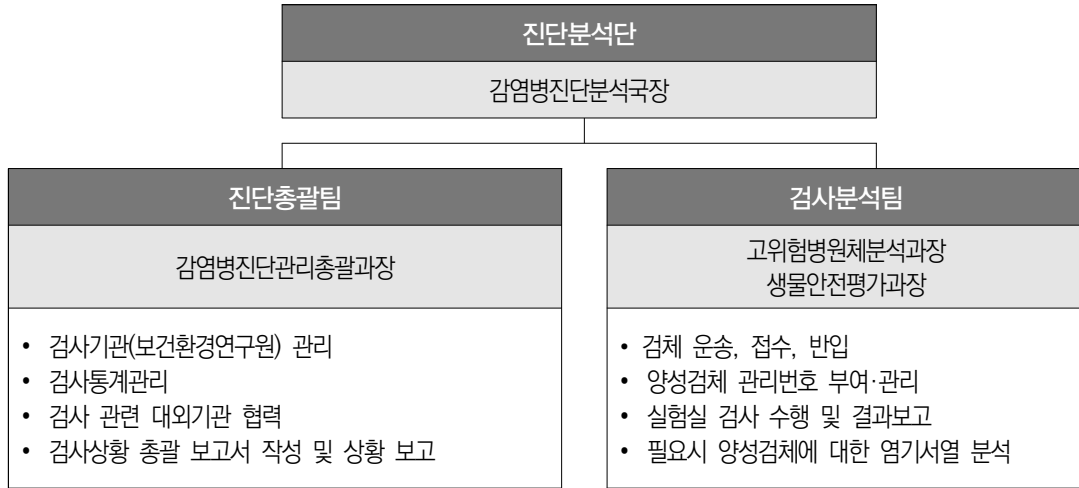 진단분석단
감염병진단분석국장
진단총괄팀
감염병진단관리총괄과장
• 검사기관(보건환경연구원) 관리
• 검사통계관리
• 검사 관련 대외기관 협력
• 검사상황 총괄 보고서 작성 및 상황 보고
검사분석팀
고위험병원체분석과장
생물안전평가과장
• 검체 운송, 접수, 반입
• 양성검체 관리번호 부여·관리
• 실험실 검사 수행 및 결과보고
• 필요시 양성검체에 대한 염기서열 분석